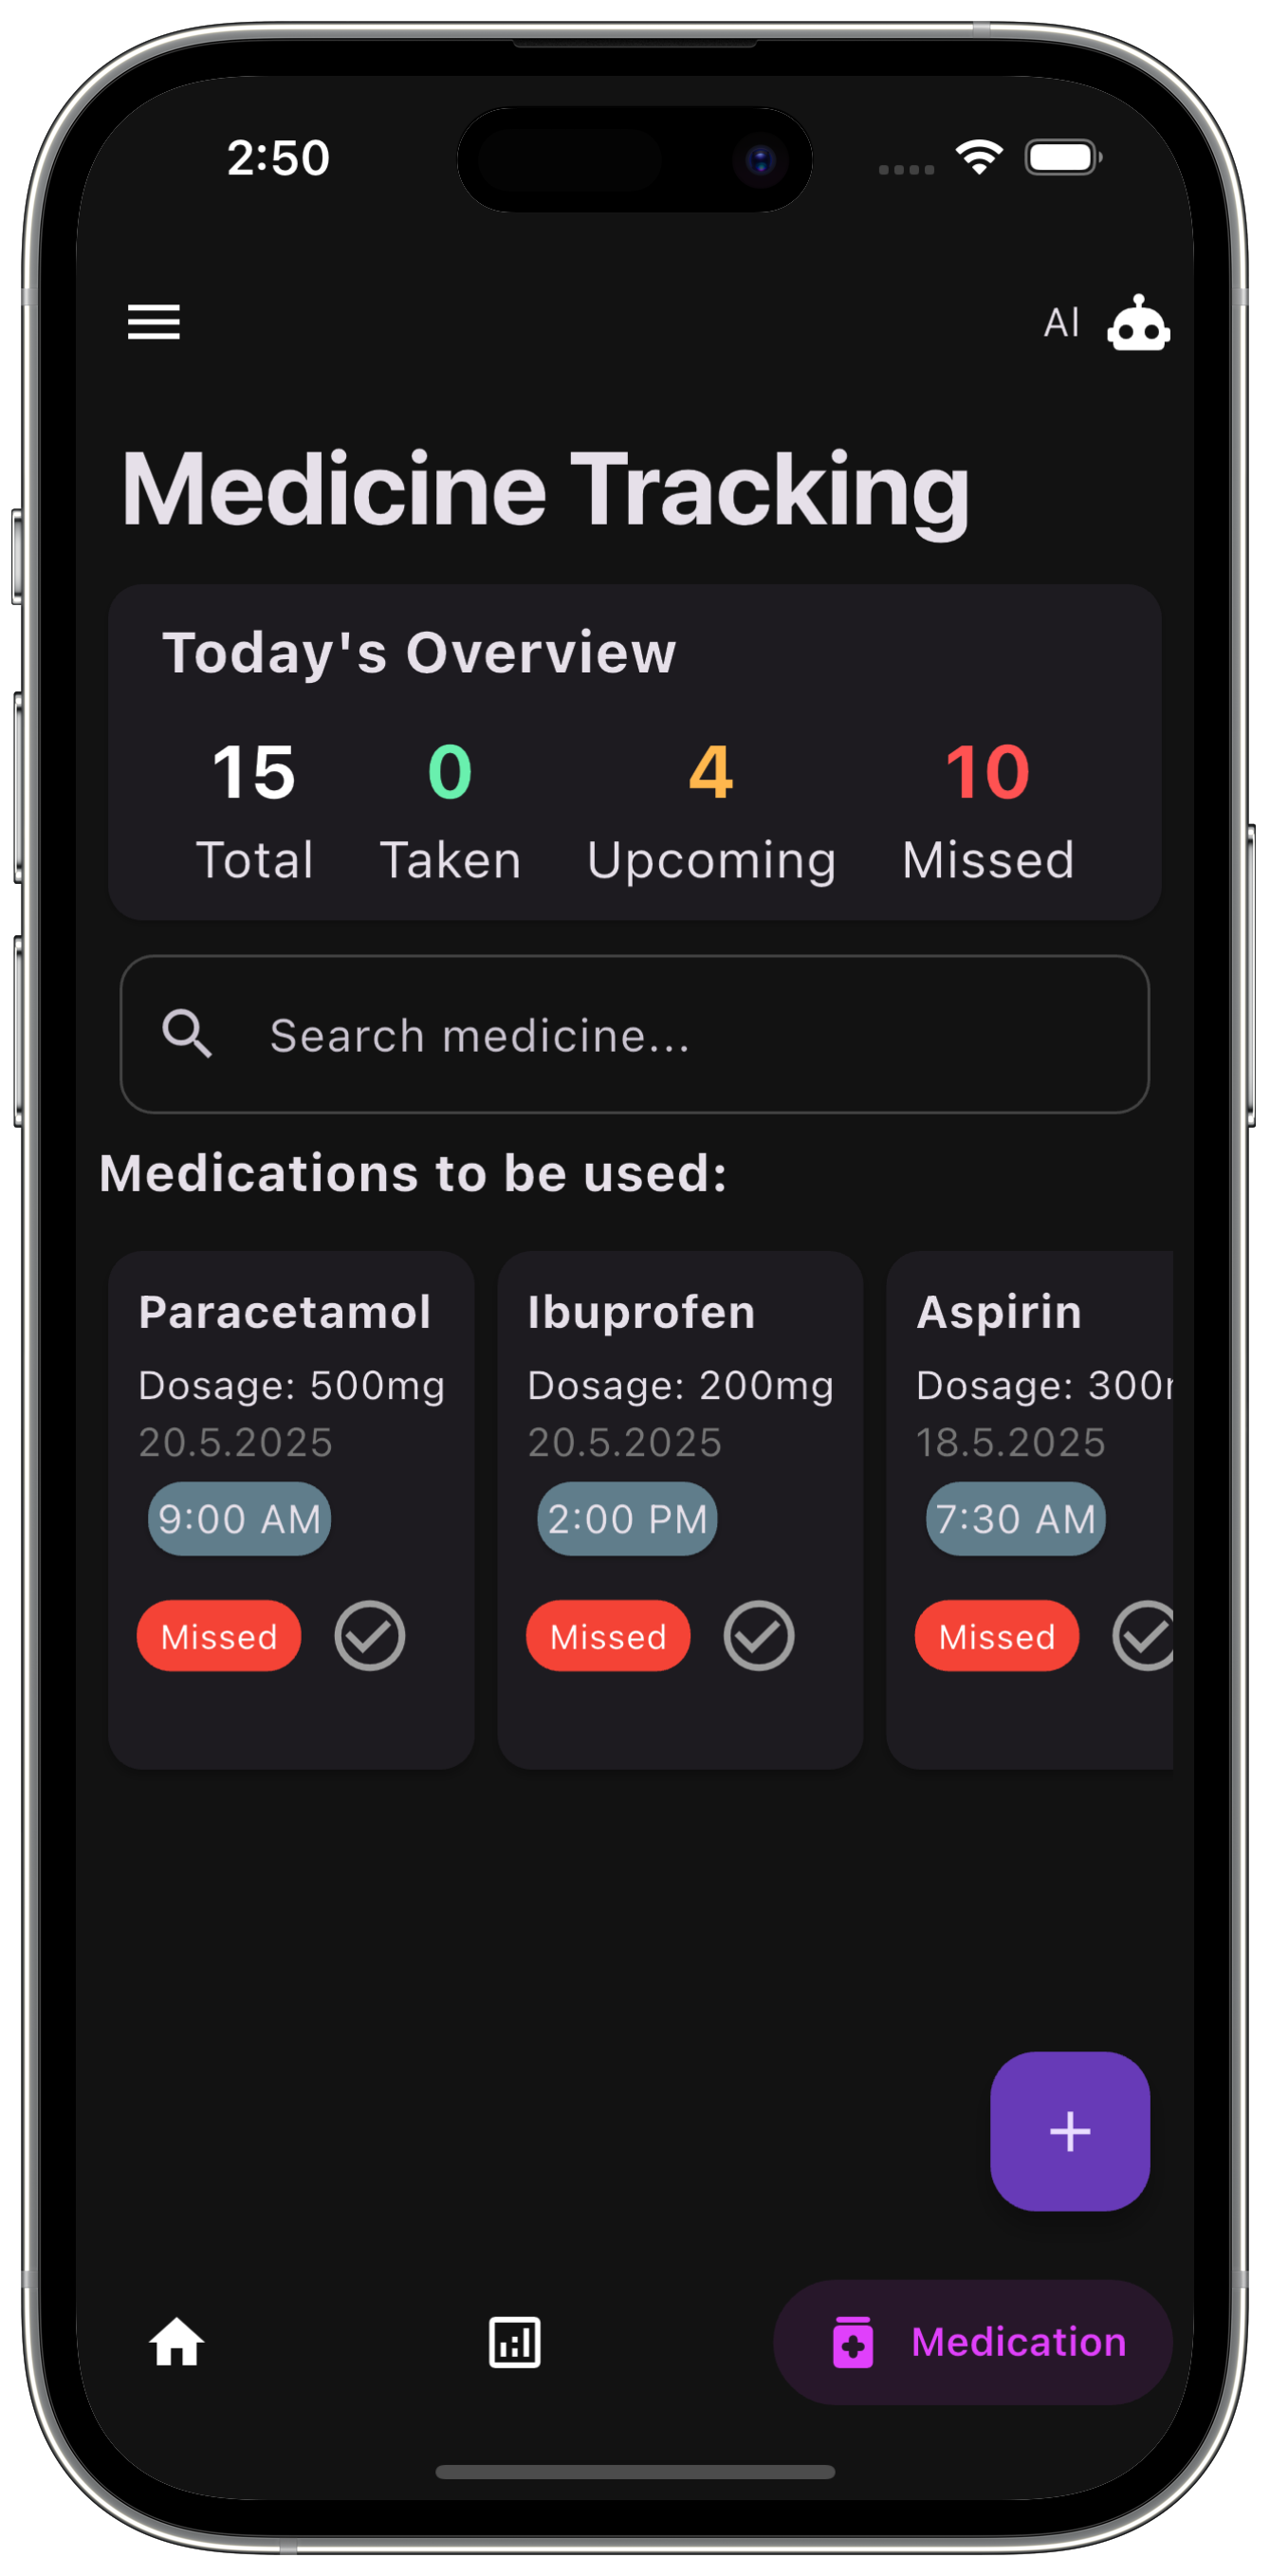 2:50
AI
Medicine Tracking
Today's Overview
15 0 4 10
Total Taken Upcoming Missed
Search medicine...
Medications to be used:
Paracetamol Ibuprofen Aspirin
Dosage: 500mg Dosage: 200mg Dosage: 300
20.5.2025 20.5.2025 18.5.2025
9:00 AM 2:00 PM 7:30 AM
Missed Missed Missed
Medication